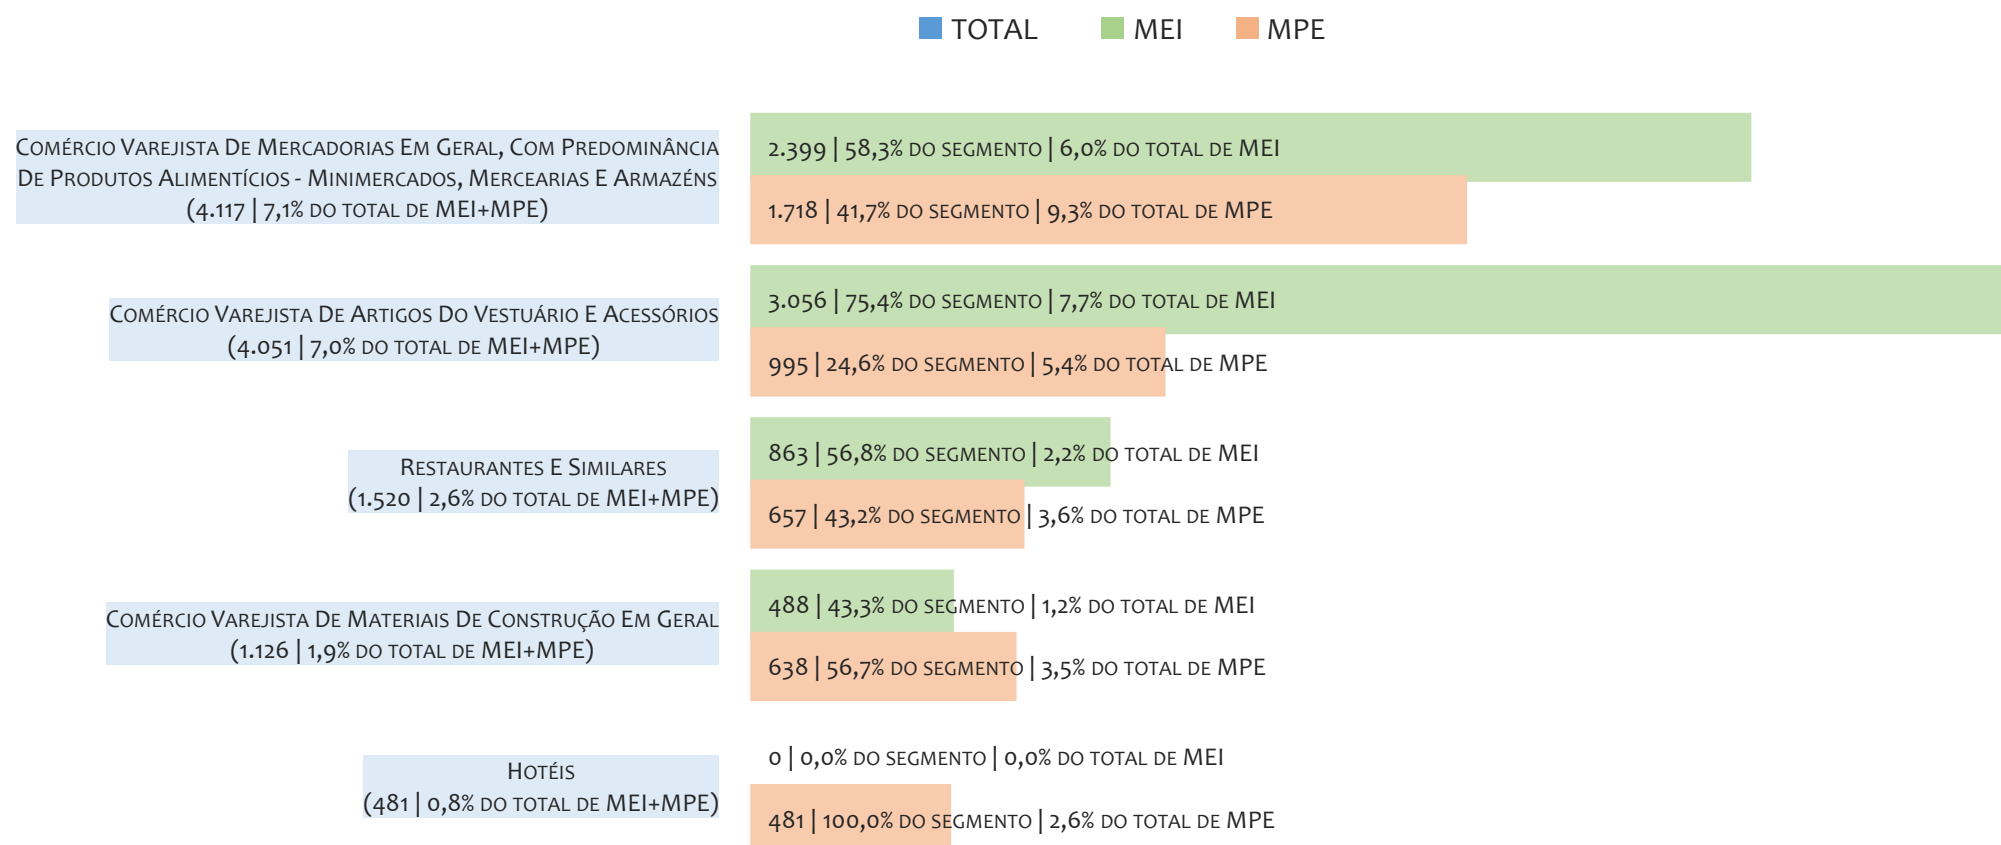 TOTAL MEI MPE
Comércio Varejista De Mercadorias Em Geral, Com Predominância
De Produtos Alimentícios - Minimercados, Mercearias E Armazéns
(4.117 | 7,1% do total de MEI+MPE)
2.399 | 58,3% do segmento | 6,0% do total de MEI
1.718 | 41,7% do segmento | 9,3% do total de MPE
Comércio Varejista De Artigos Do Vestuário E Acessórios
(4.051 | 7,0% do total de MEI+MPE)
3.056 | 75,4% do segmento | 7,7% do total de MEI
995 | 24,6% do segmento | 5,4% do total de MPE
Restaurantes E Similares
(1.520 | 2,6% do total de MEI+MPE)
863 | 56,8% do segmento | 2,2% do total de MEI
657 | 43,2% do segmento | 3,6% do total de MPE
Comércio Varejista De Materiais De Construção Em Geral
(1.126 | 1,9% do total de MEI+MPE)
488 | 43,3% do segmento | 1,2% do total de MEI
638 | 56,7% do segmento | 3,5% do total de MPE
Hotéis
(481 | 0,8% do total de MEI+MPE)
0 | 0,0% do segmento | 0,0% do total de MEI
481 | 100,0% do segmento | 2,6% do total de MPE